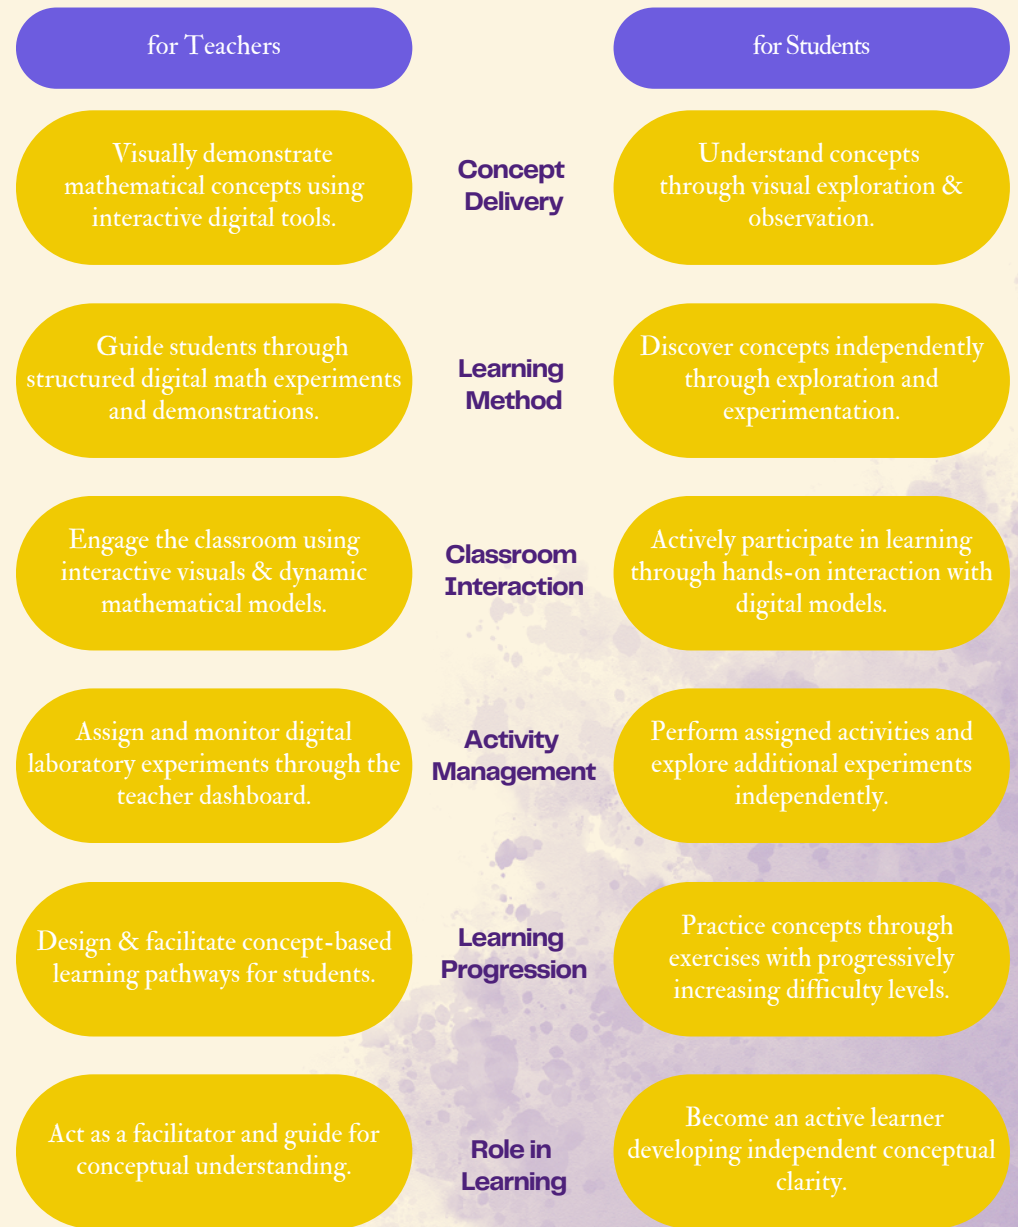 for Teachers
for Students
Visually demonstrate
mathematical concepts using
interactive digital tools.
Concept
Delivery
Understand concepts
through visual exploration &
observation.
Guide students through
structured digital math experiments
and demonstrations.
Learning
Method
Discover concepts independently
through exploration and
experimentation.
Engage the classroom using
interactive visuals & dynamic
mathematical models.
Classroom
Interaction
Actively participate in learning
through hands-on interaction with
digital models.
Assign and monitor digital
laboratory experiments through the
teacher dashboard.
Activity
Management
Perform assigned activities and
explore additional experiments
independently.
Design & facilitate concept-based
learning pathways for students.
Learning
Progression
Practice concepts through
exercises with progressively
increasing difficulty levels.
Act as a facilitator and guide for
conceptual understanding.
Role in
Learning
Become an active learner
developing independent conceptual
clarity.